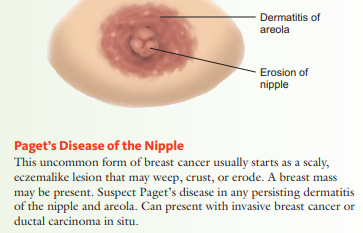 Dermatitis of
areola
Erosion of
nipple
Paget's Disease of the Nipple
This uncommon form of breast cancer usually starts as a scaly,
eczemalike lesion that may weep, crust, or erode. A breast mass
may be present. Suspect Paget's disease in any persisting dermatitis
of the nipple and areola. Can present with invasive breast cancer or
ductal carcinoma in situ.